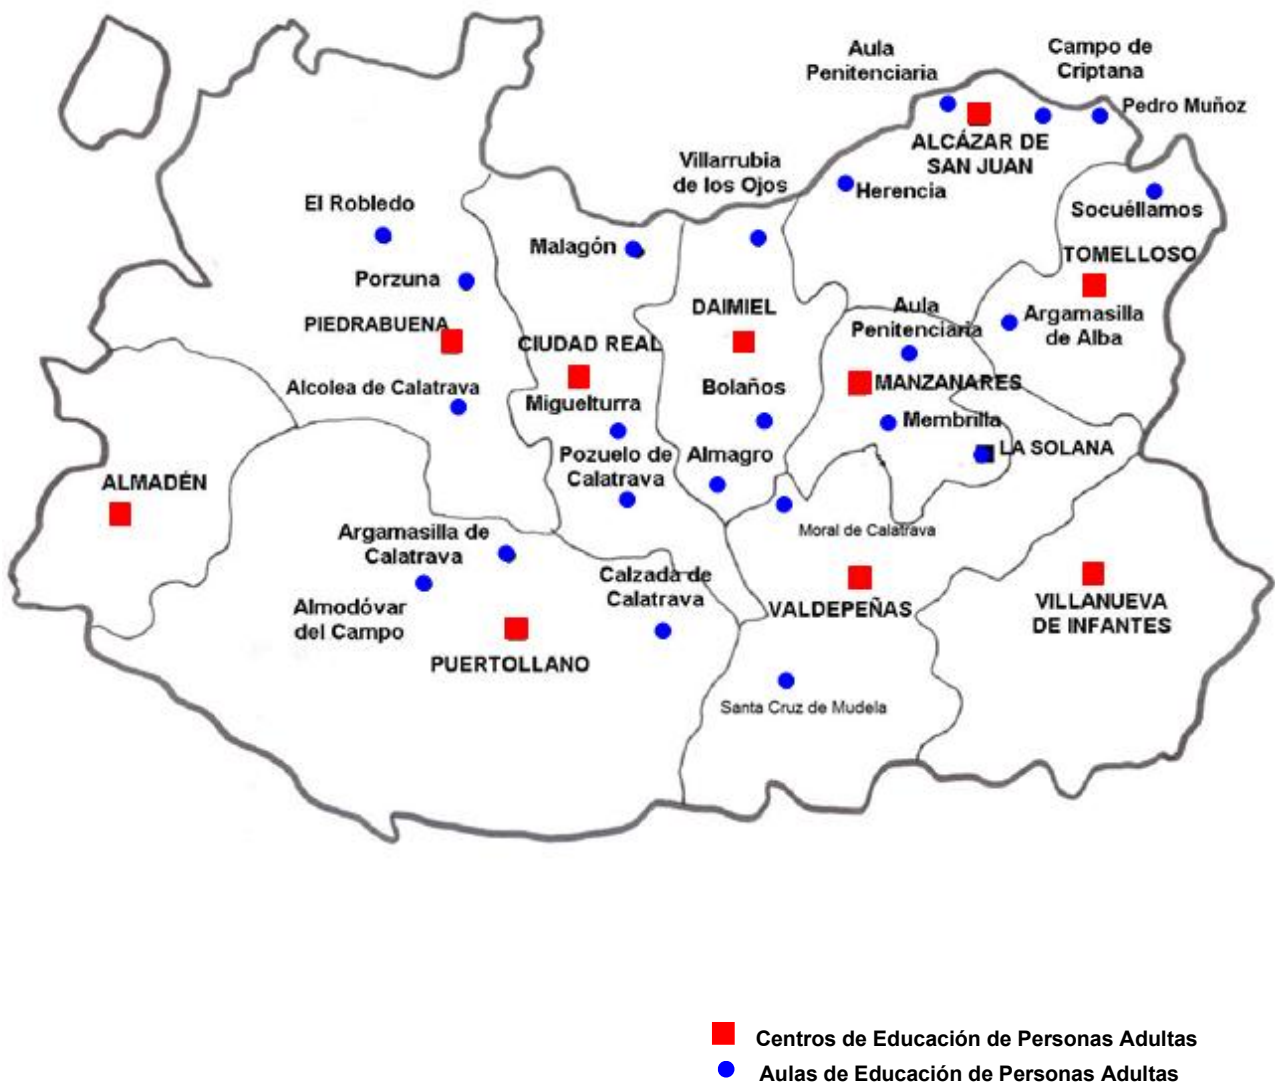 Aula
Penitenciaria
Campo de
Criptana
Pedro Muñoz
ALCÁZAR DE
SAN JUAN
Villarrubia
de los Ojos
Herencia
El Robledo
Socuéllamos
Malagón
TOMELLOSO
Porzuna
DAIMIEL
Aula
Penitenciaria
Argamasilla
de Alba
PIEDRABUENA
CIUDAD REAL
MANZANARES
Alcolea de Calatrava
Bolaños
Miguelturra
Membrilla
LA SOLANA
Pozuelo de
Calatrava
Almagro
ALMADÉN
Argamasilla de
Calatrava
Moral de Calatrava
Calzada de
Calatrava
Almodóvar
del Campo
VALDEPEÑAS
VILLANUEVA
DE INFANTES
PUERTOLLANO
Santa Cruz de Mudela
Centros de Educación de Personas Adultas
Aulas de Educación de Personas Adultas